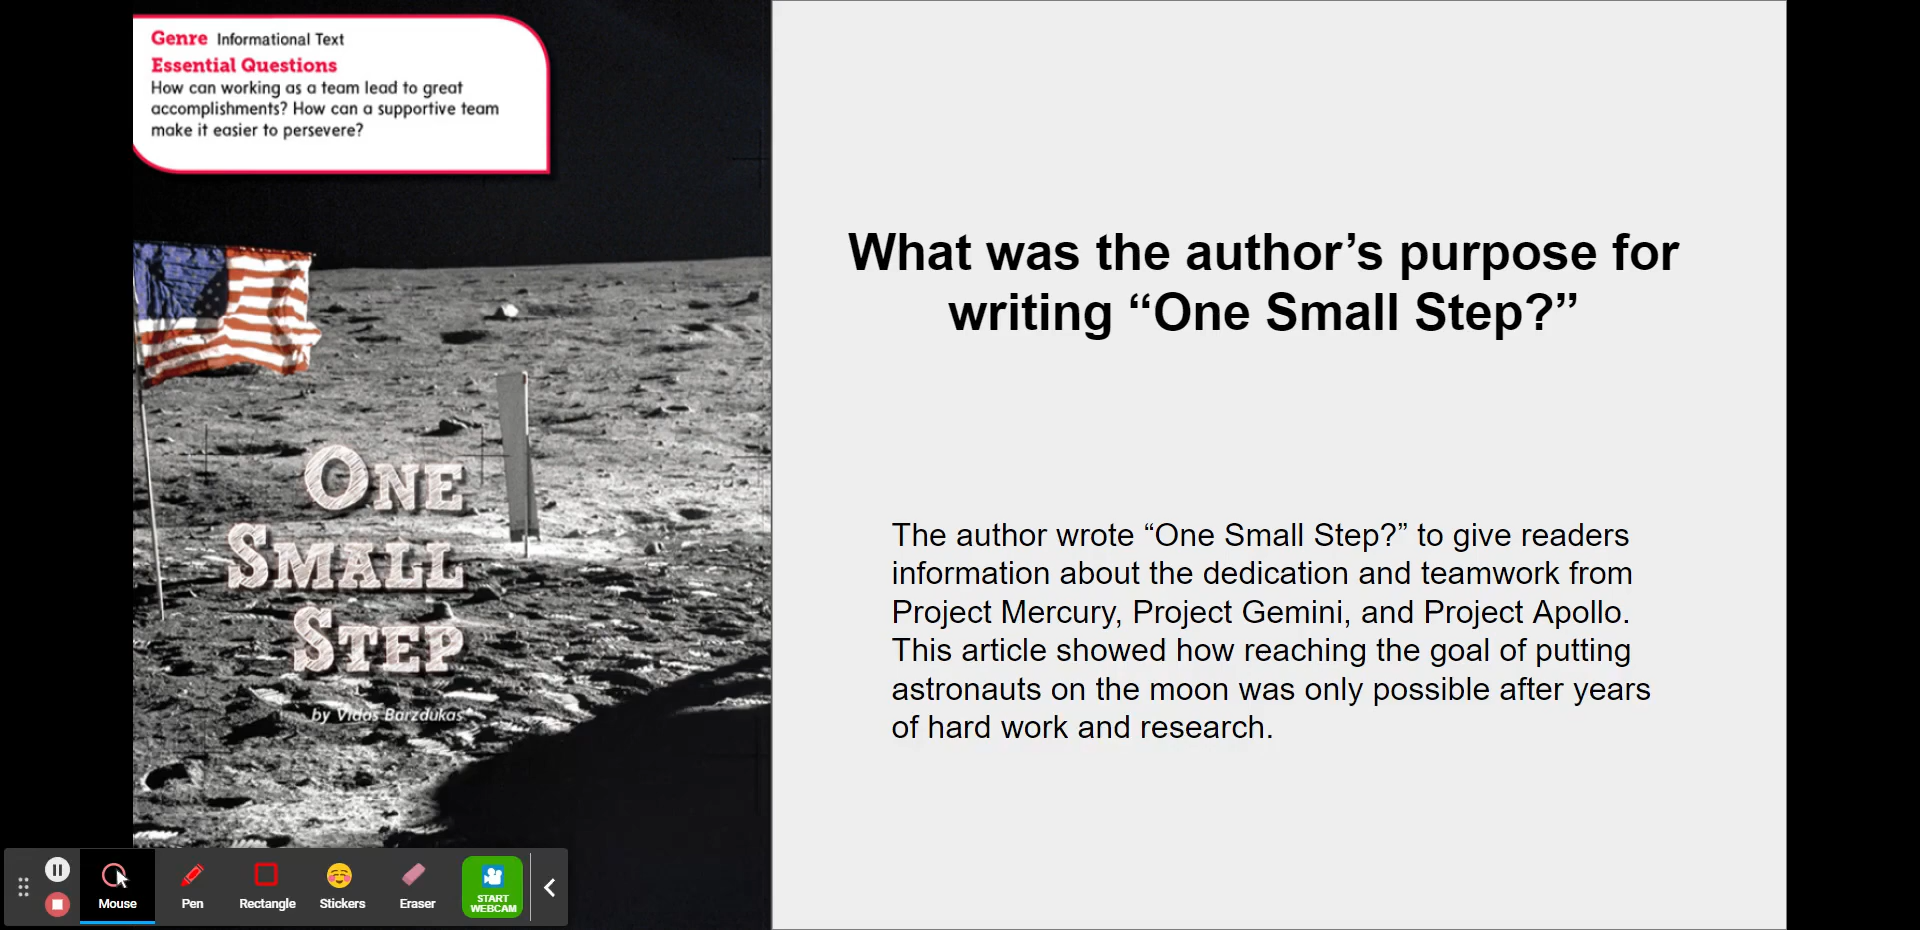 Genre Informational Text
Essential Questions
How can working as a team lead to great
accomplishments? How can a supportive team
make it easier to persevere?
ONE
SMALL
STEP
by Vidas Barzdukas
What was the author’s purpose for
writing “One Small Step?”
The author wrote “One Small Step?” to give readers
information about the dedication and teamwork from
Project Mercury, Project Gemini, and Project Apollo.
This article showed how reaching the goal of putting
astronauts on the moon was only possible after years
of hard work and research.
Mouse
Pen
Rectangle
Stickers
Eraser
START
WEBCAM